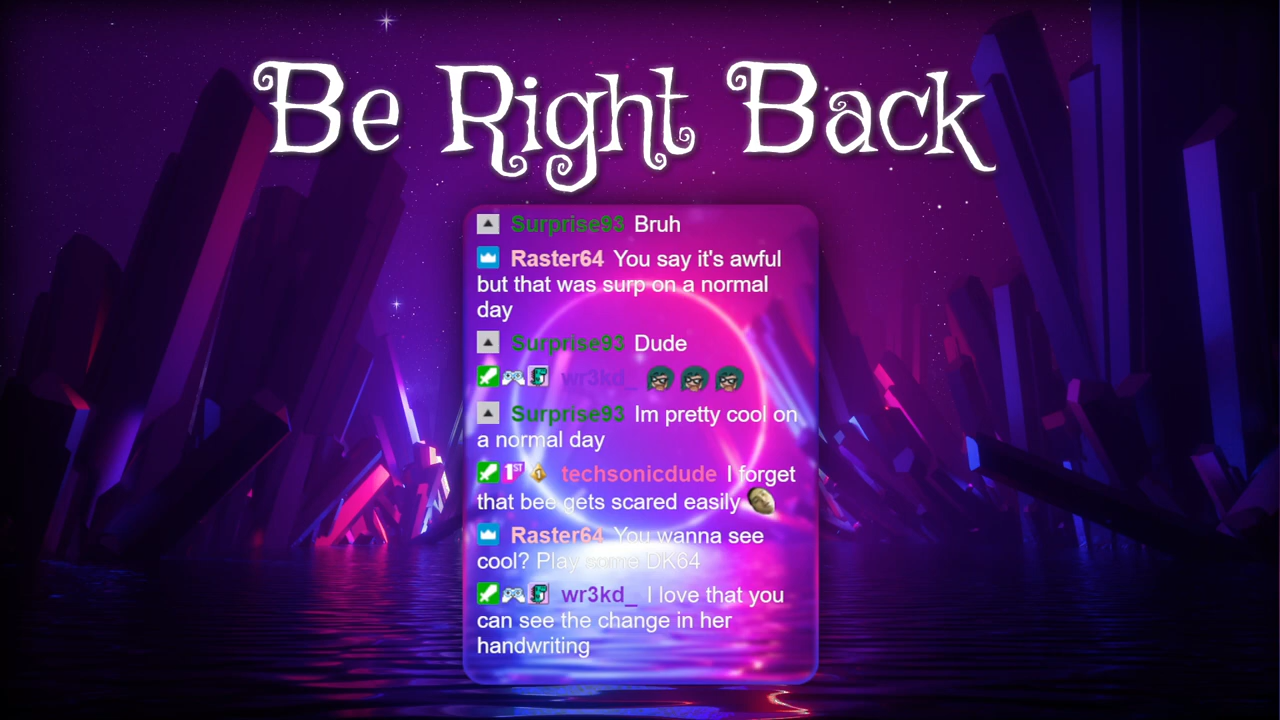 Be Right Back
Surprise93 Bruh
Raster64 You say it's awful
but that was surp on a normal
day
Surprise93 Dude
wr3kd_
Surprise93 Im pretty cool on
a normal day
1ST techsonicdude I forget
that bee gets scared easily
Raster64 You wanna see
cool? Play some DK64
wr3kd_ I love that you
can see the change in her
handwriting